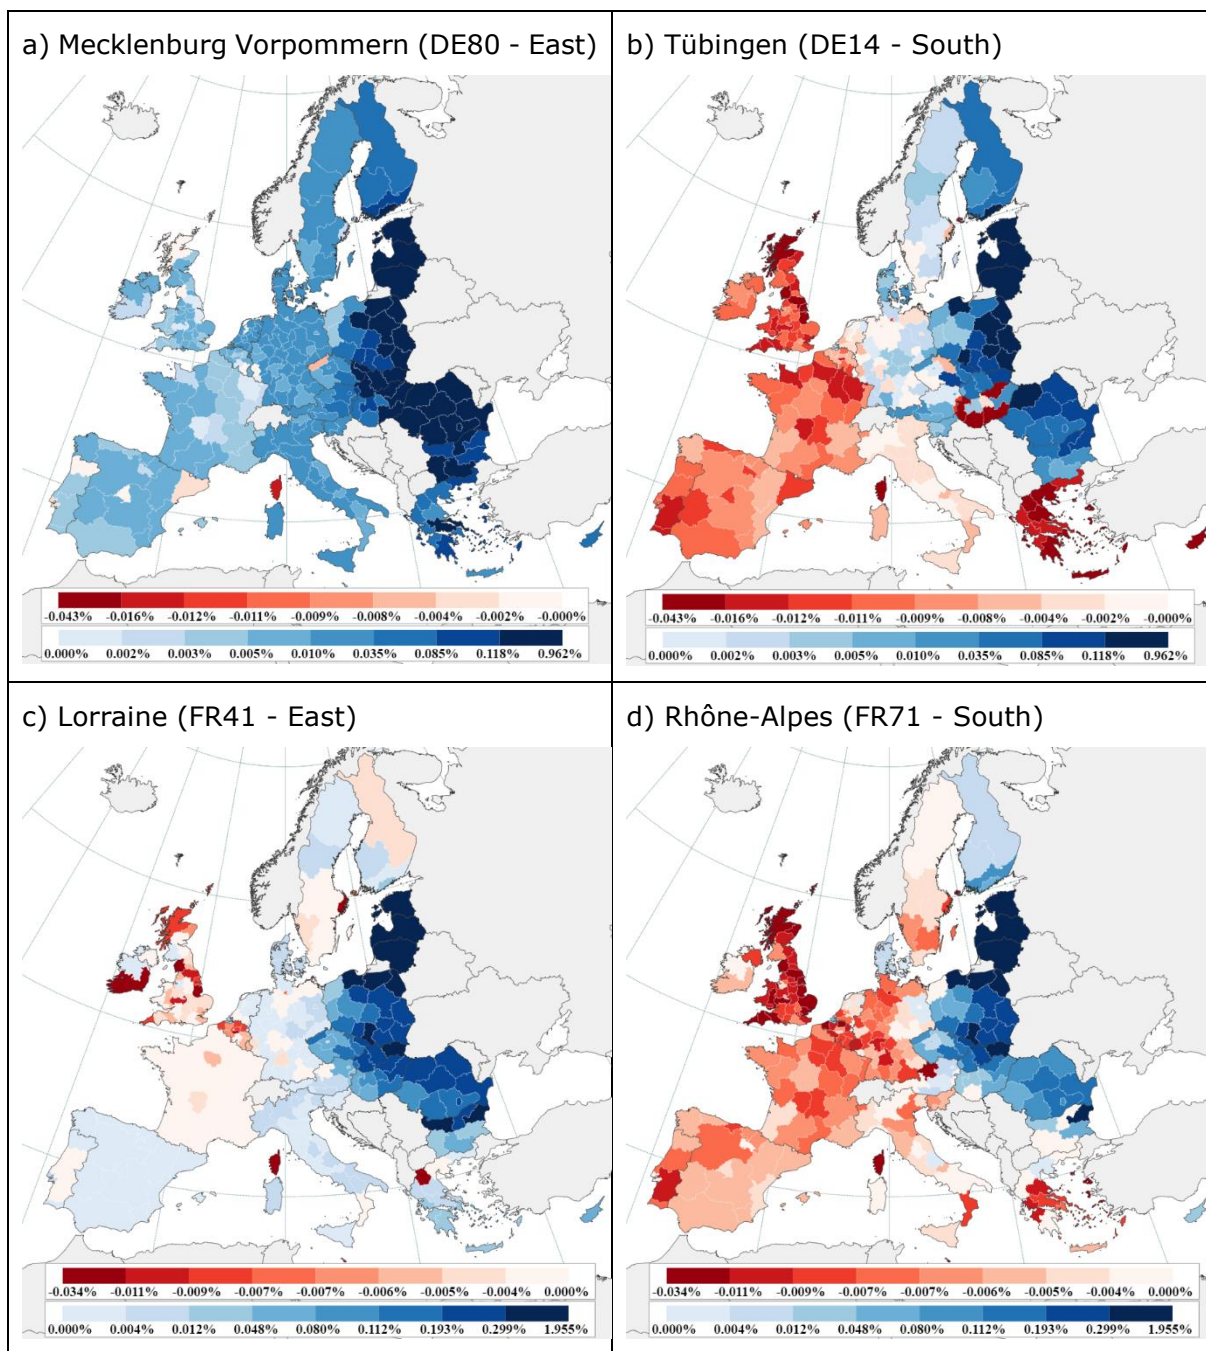 a) Mecklenburg Vorpommern (DE80 - East)
-0.043% -0.016% -0.012% -0.011% -0.009% -0.008% -0.004% -0.002% -0.000%
0.000% 0.002% 0.003% 0.005% 0.010% 0.035% 0.085% 0.118% 0.962%
b) Tübingen (DE14 - South)
-0.043% -0.016% -0.012% -0.011% -0.009% -0.008% -0.004% -0.002% -0.000%
0.000% 0.002% 0.003% 0.005% 0.010% 0.035% 0.085% 0.118% 0.962%
c) Lorraine (FR41 - East)
-0.034% -0.011% -0.009% -0.007% -0.007% -0.006% -0.005% -0.004% 0.000%
0.000% 0.004% 0.012% 0.048% 0.080% 0.112% 0.193% 0.299% 1.955%
d) Rhône-Alpes (FR71 - South)
-0.034% -0.011% -0.009% -0.007% -0.007% -0.006% -0.005% -0.004% 0.000%
0.000% 0.004% 0.012% 0.048% 0.080% 0.112% 0.193% 0.299% 1.955%